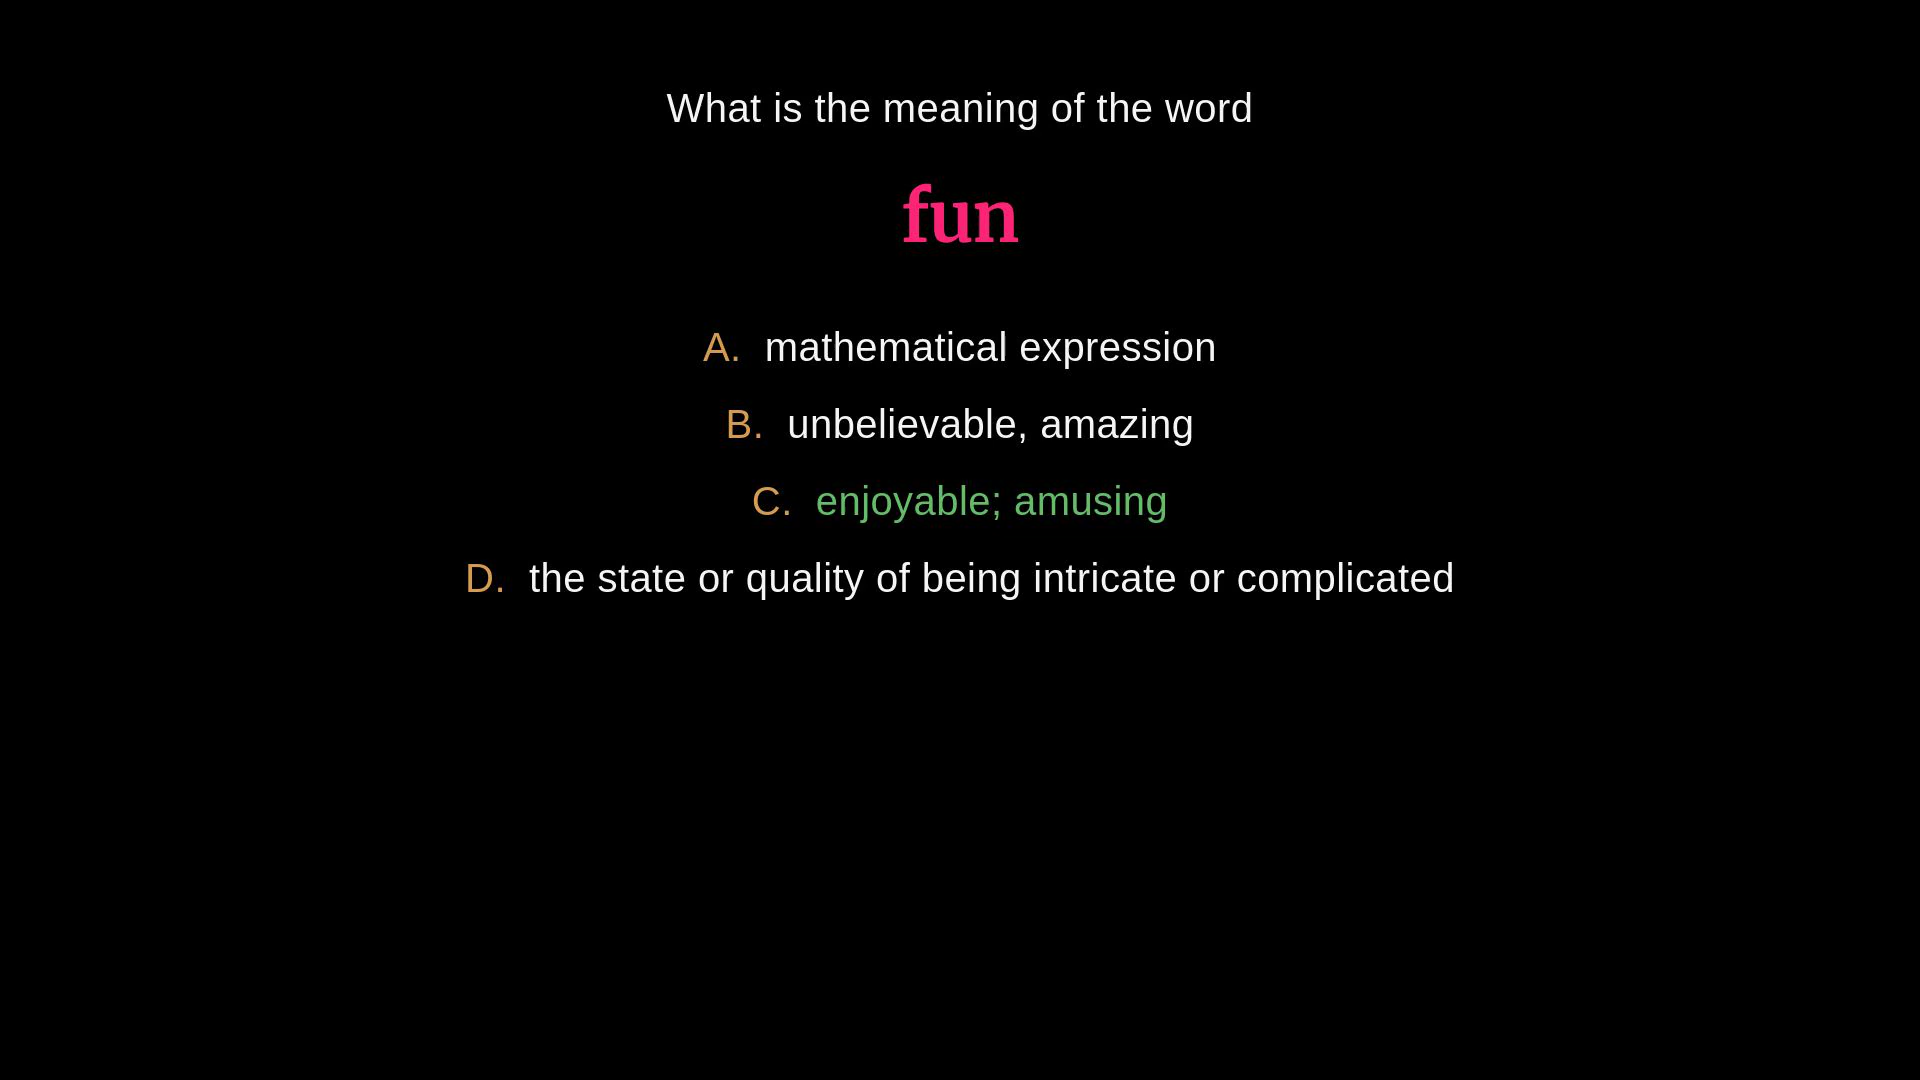 What is the meaning of the word
fun
A. mathematical expression
B. unbelievable, amazing
C. enjoyable; amusing
D. the state or quality of being intricate or complicated